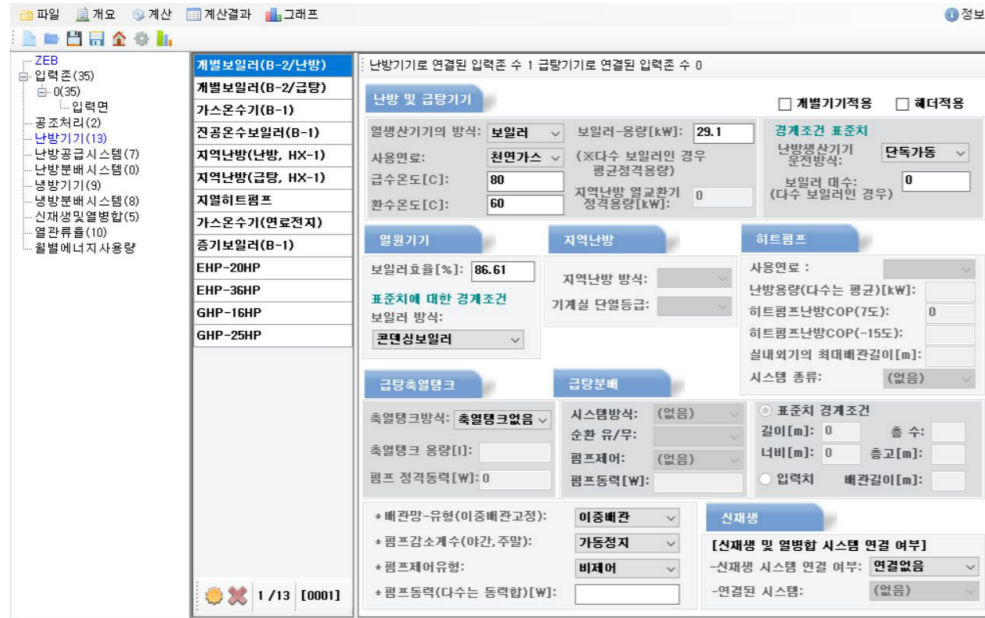 파일 개요 계산 계산결과 그래프 정보
ZEB
입력존(35)
0(35)
입력면
공조처리(2)
난방기기(13)
난방공급시스템(7)
난방분배시스템(0)
냉방기기(9)
냉방분배시스템(8)
신재생및열병합(5)
열관류율(10)
월별에너지사용량
개별보일러(B-2/난방)
개별보일러(B-2/급탕)
가스온수기(B-1)
진공온수보일러(B-1)
지역난방(난방, HX-1)
지역난방(급탕, HX-1)
지열히트펌프
가스온수기(연료전지)
증기보일러(B-1)
EHP-20HP
EHP-36HP
GHP-16HP
GHP-25HP
1 /13 [0001]
난방기기로 연결된 입력존 수 1 급탕기기로 연결된 입력존 수 0
난방 및 급탕기기
개별기기적용 헤더적용
열생산기기의 방식: 보일러
사용연료: 천연가스
급수온도[C]: 80
환수온도[C]: 60
보일러-용량[kW]: 29.1
(※다수 보일러인 경우
평균정격용량)
지역난방 열교환기
정격용량[kW]: 0
경계조건 표준치
난방생산기기
운전방식: 단독가동
보일러 대수: 0
(다수 보일러인 경우)
열원기기
보일러효율[%]: 86.61
표준치에 대한 경계조건
보일러 방식:
콘덴싱보일러
지역난방
지역난방 방식:
기계실 단열등급:
히트펌프
사용연료 :
난방용량(다수는 평균)[kW]:
히트펌프난방COP(7도): 0
히트펌프난방COP(-15도):
실내외기의 최대배관길이[m]:
시스템 종류: (없음)
급탕축열탱크
축열탱크방식: 축열탱크없음
축열탱크 용량[l]:
펌프 정격동력[W]: 0
급탕분배
시스템방식: (없음)
순환 유/무:
펌프제어: (없음)
펌프동력[W]:
표준치 경계조건
길이[m]: 0 층 수:
너비[m]: 0 층고[m]:
입력치 배관길이[m]:
*배관망-유형(이중배관고정): 이중배관
*펌프감소계수(야간,주말): 가동정지
*펌프제어유형: 비제어
*펌프동력(다수는 동력합)[W]:
신재생
[신재생 및 열병합 시스템 연결 여부]
-신재생 시스템 연결 여부: 연결없음
-연결된 시스템: (없음)